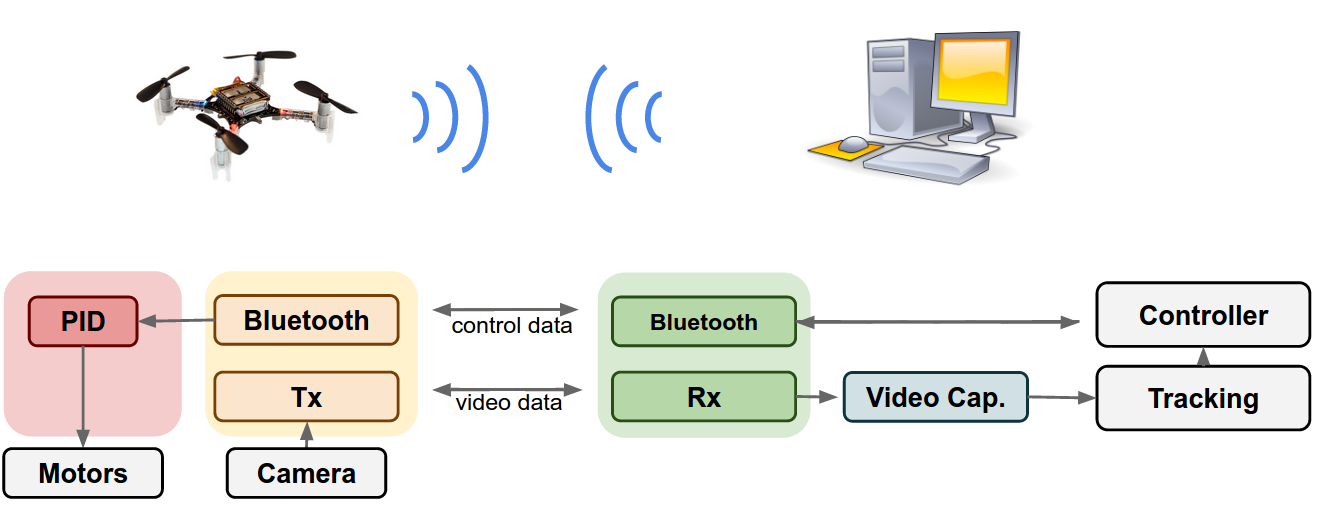 PID
Bluetooth
control data
Bluetooth
Controller
Tx
video data
Rx
Video Cap.
Tracking
Motors
Camera